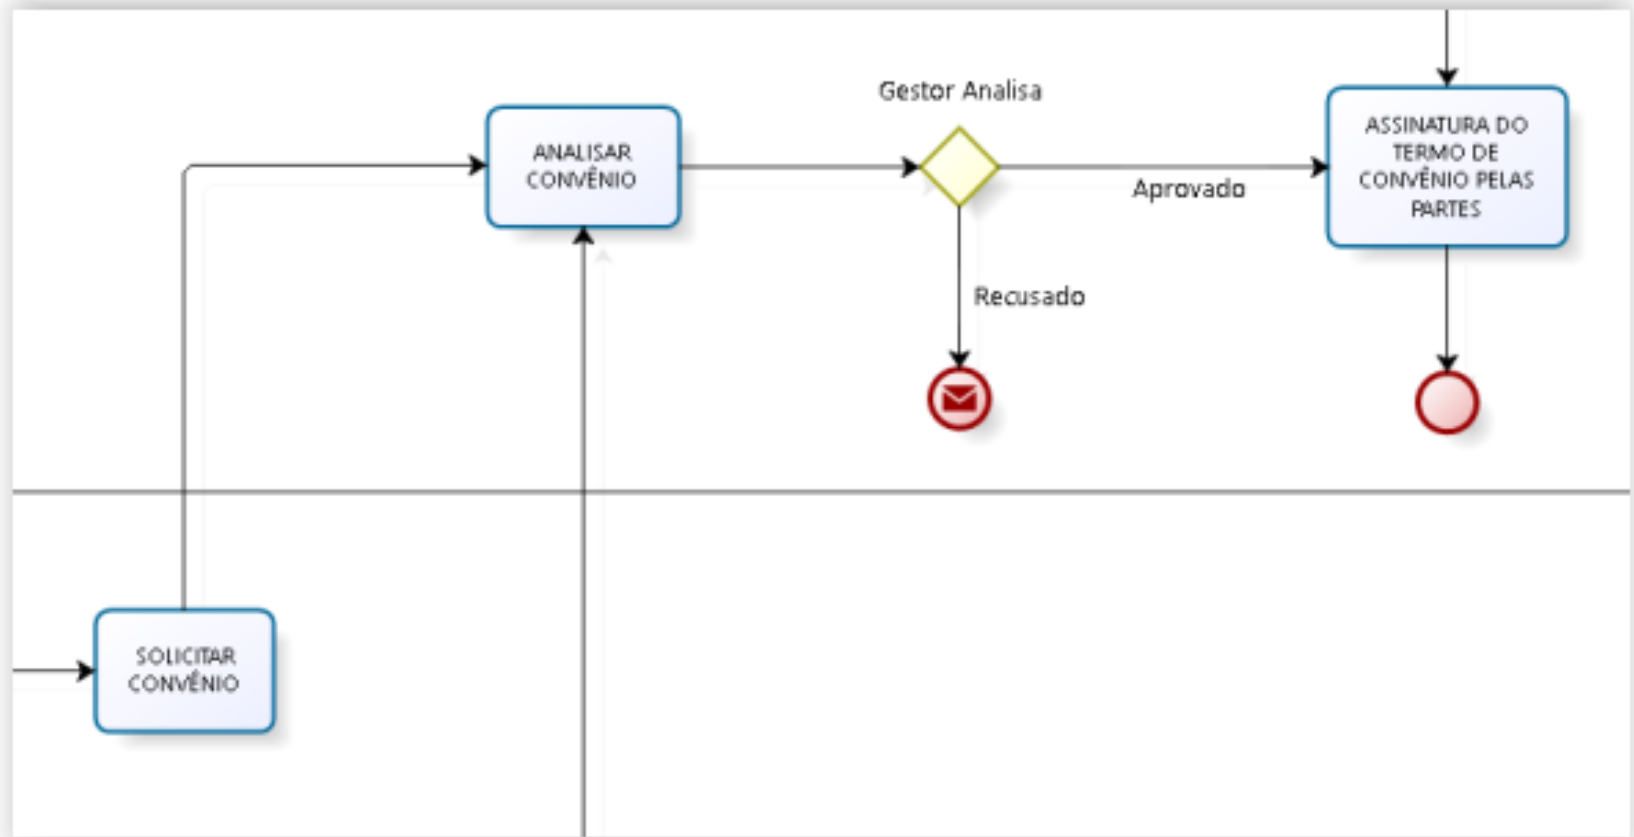 Gestor Analisa
ANALISAR
CONVÊNIO
ASSINATURA DO
TERMO DE
CONVÊNIO PELAS
PARTES
Aprovado
Recusado
SOLICITAR
CONVÊNIO